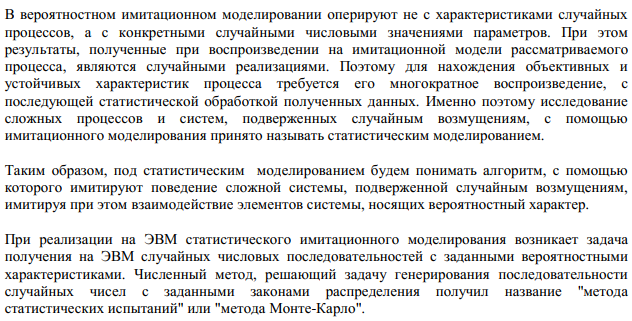 В вероятностном имитационном моделировании оперируют не с характеристиками случайных
процессов, а с конкретными случайными числовыми значениями параметров. При этом
результаты, полученные при воспроизведении на имитационной модели рассматриваемого
процесса, являются случайными реализациями. Поэтому для нахождения объективных и
устойчивых характеристик процесса требуется его многократное воспроизведение, с
последующей статистической обработкой полученных данных. Именно поэтому исследование
сложных процессов и систем, подверженных случайным возмущениям, с помощью
имитационного моделирования принято называть статистическим моделированием.
Таким образом, под статистическим моделированием будем понимать алгоритм, с помощью
которого имитируют поведение сложной системы, подверженной случайным возмущениям,
имитируя при этом взаимодействие элементов системы, носящих вероятностный характер.
При реализации на ЭВМ статистического имитационного моделирования возникает задача
получения на ЭВМ случайных числовых последовательностей с заданными вероятностными
характеристиками. Численный метод, решающий задачу генерирования последовательности
случайных чисел с заданными законами распределения получил название "метода
статистических испытаний" или "метода Монте-Карло".